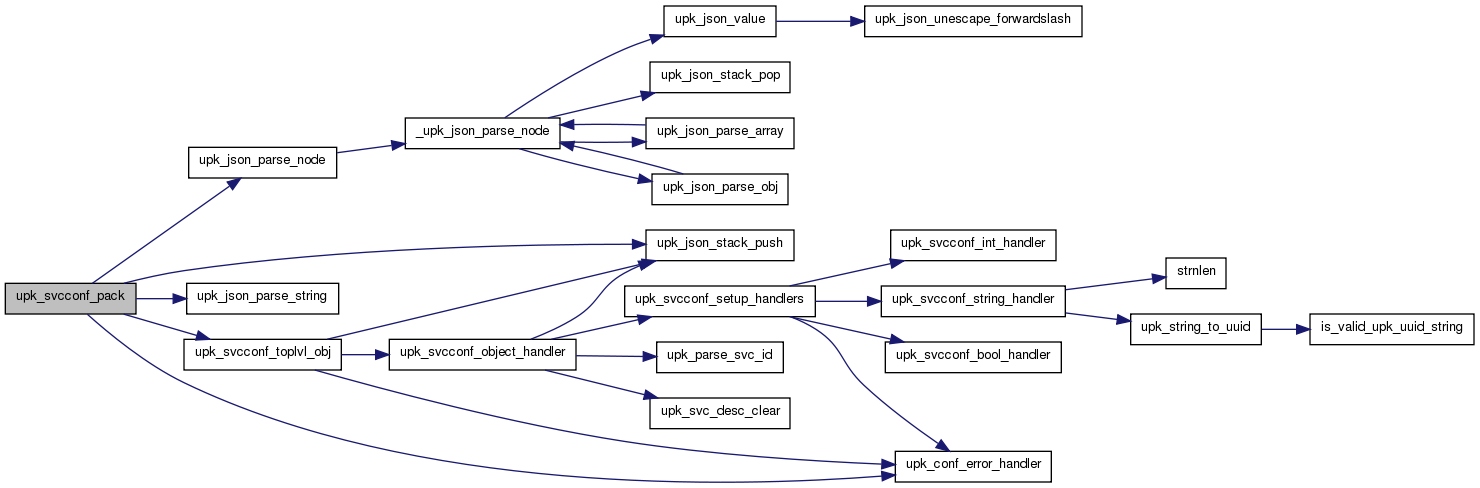 upk_json_value
upk_json_unescape_forwardslash
upk_json_stack_pop
_upk_json_parse_node
upk_json_parse_array
upk_json_parse_node
upk_json_parse_obj
upk_json_stack_push
upk_svcconf_int_handler
strnlen
upk_svcconf_pack
upk_json_parse_string
upk_svcconf_setup_handlers
upk_svcconf_string_handler
upk_string_to_uuid
is_valid_upk_uuid_string
upk_svcconf_toplvl_obj
upk_svcconf_object_handler
upk_parse_svc_id
upk_svcconf_bool_handler
upk_svc_desc_clear
upk_conf_error_handler